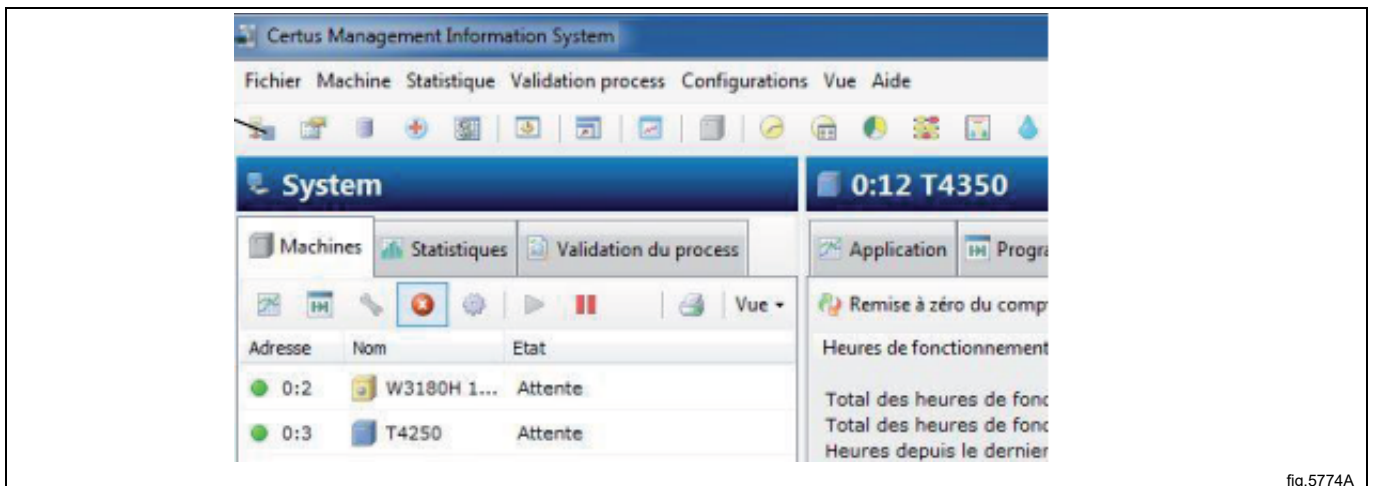 Certus Management Information System
Fichier Machine Statistique Validation process Configurations Vue Aide
System
0:12 T4350
Machines Statistiques Validation du process
Application Progra
Vue
Remise à zéro du comp
Adresse Nom Etat
Heures de fonctionnement
0:2 W3180H 1... Attente
Total des heures de fonc
0:3 T4250 Attente
Total des heures de fonc
Heures depuis le dernier
fig.5774A